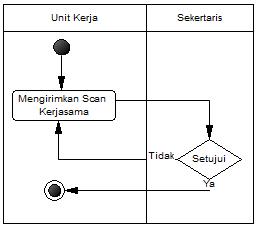 Unit Kerja
Sekertaris
Mengirimkan Scan
Kerjasama
Tidak
Setujui
Ya